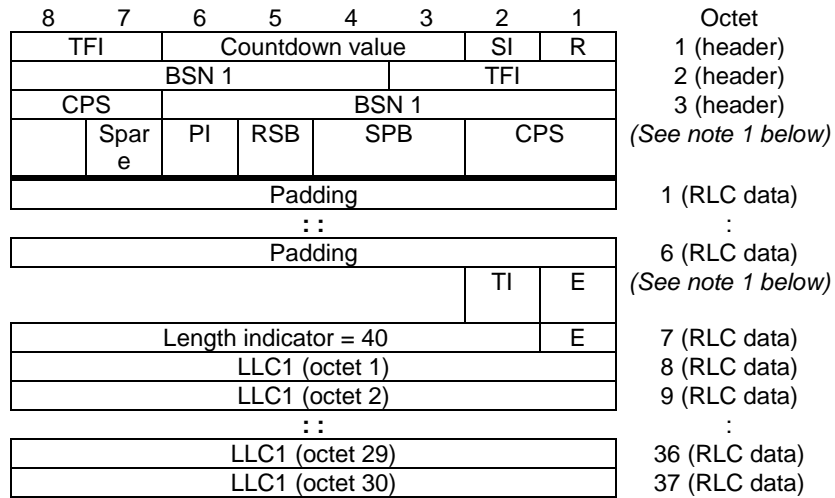 8 7 6 5 4 3 2 1 Octet
TFI Countdown value SI R 1 (header)
BSN 1 TFI 2 (header)
CPS BSN 1 3 (header)
Spar PI RSB SPB CPS (See note 1 below)
e
Padding 1 (RLC data)
: : :
Padding 6 (RLC data)
TI E (See note 1 below)
Length indicator = 40 E 7 (RLC data)
LLC1 (octet 1) 8 (RLC data)
LLC1 (octet 2) 9 (RLC data)
: : :
LLC1 (octet 29) 36 (RLC data)
LLC1 (octet 30) 37 (RLC data)